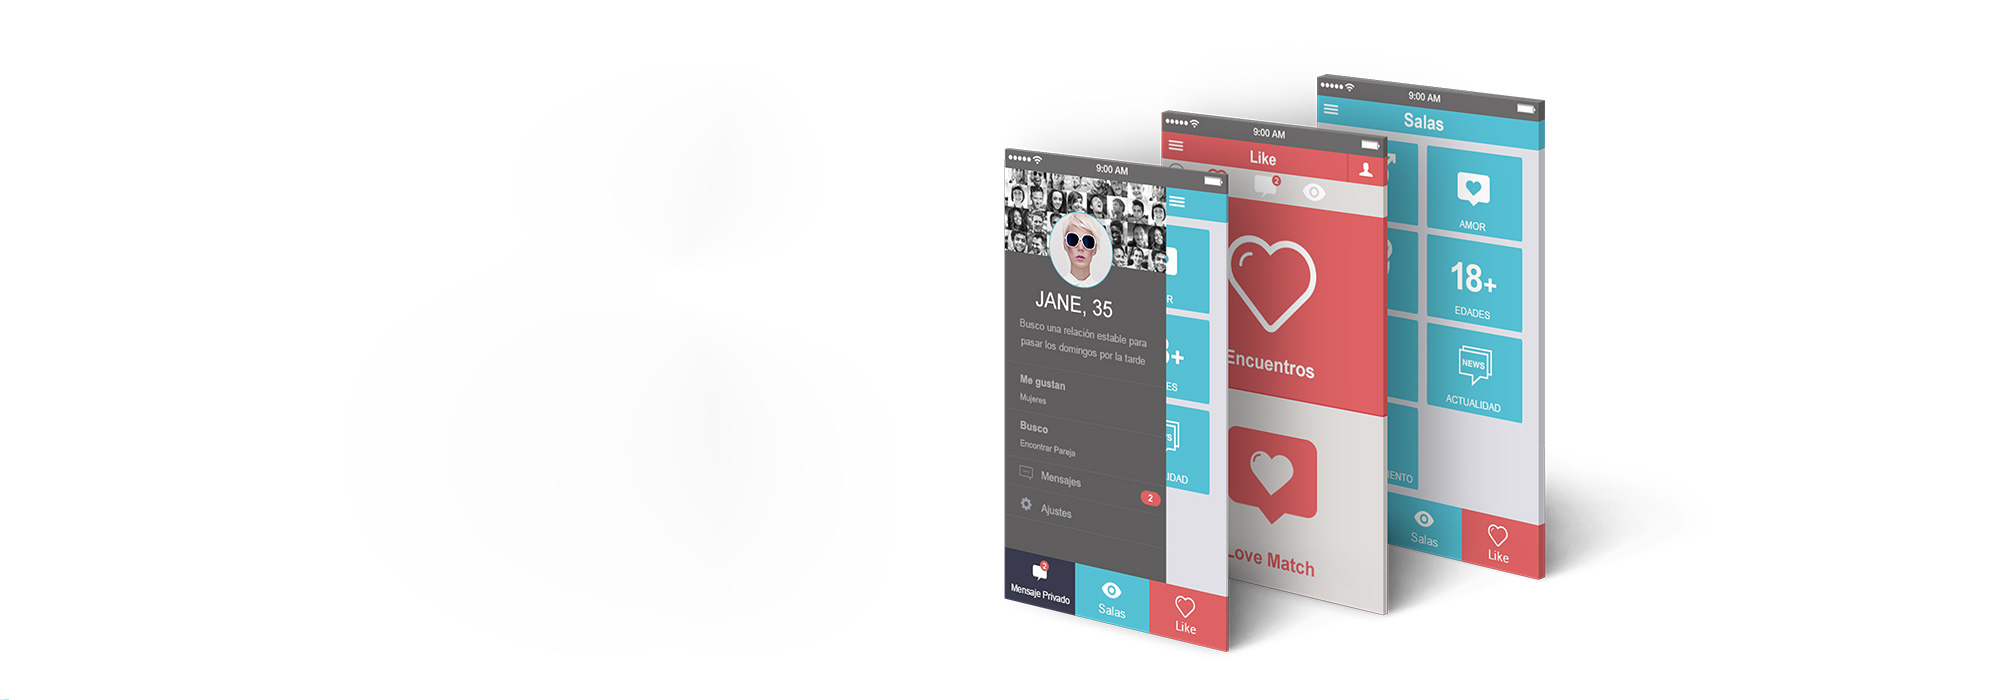 9:00 AM
JANE, 35
Busco una relación estable para
pasar los domingos por la tarde
Me gustan
Mujeres
Busco
Encontrar Pareja
Mensajes
2
Ajustes
2
Mensaje Privado
Salas
Like
R
+
ES
IDAD
9:00 AM
Like
2
Encuentros
Love Match
9:00 AM
Salas
AMOR
18+
EDADES
NEWS
ACTUALIDAD
IENTO
Salas
Like